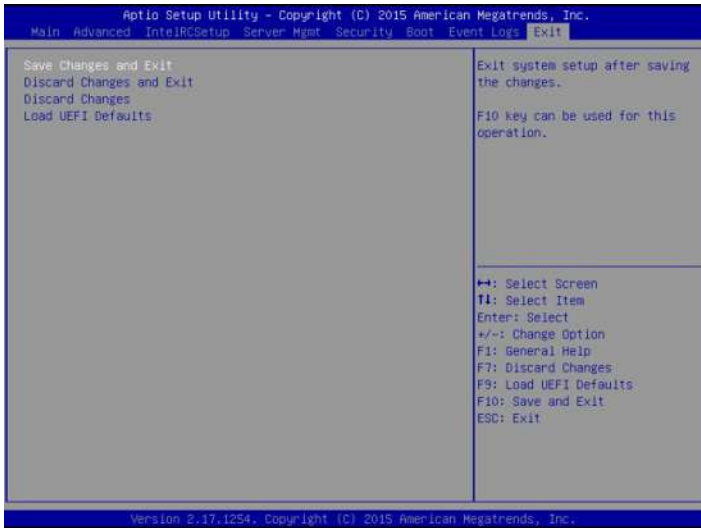 Aptio Setup Utility - Copyright (C) 2015 American Megatrends, Inc.
Main Advanced IntelRCSetup Server Mgmt Security Boot Event Logs Exit
Save Changes and Exit
Discard Changes and Exit
Discard Changes
Load UEFI Defaults
Exit system setup after saving
the changes.
F10 key can be used for this
operation.
↔: Select Screen
↑↓: Select Item
Enter: Select
+/-: Change Option
F1: General Help
F7: Discard Changes
F9: Load UEFI Defaults
F10: Save and Exit
ESC: Exit
Version 2.17.1254. Copyright (C) 2015 American Megatrends, Inc.